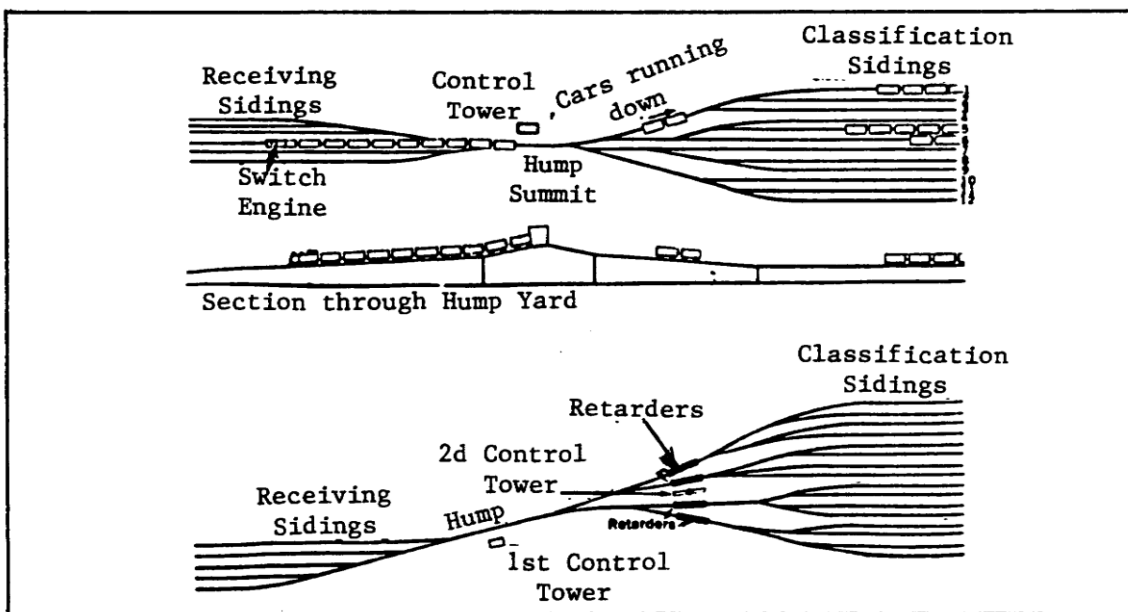 Receiving
Sidings
Control
Tower
Cars running
down
Classification
Sidings
Switch
Engine
Hump
Summit
Section through Hump Yard
Classification
Sidings
Retarders
2d Control
Tower
Receiving
Sidings
Hump
Retarders
1st Control
Tower